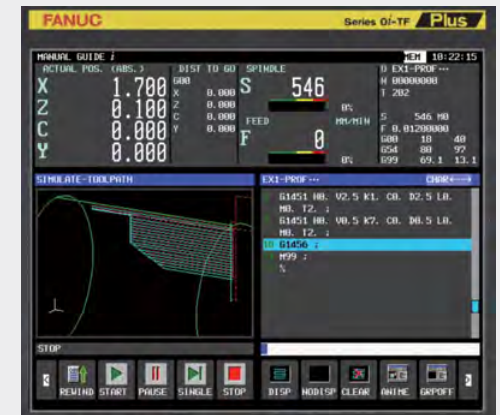 FANUC
Series 0i-TF Plus
MANUAL GUIDE i
MEM 10:22:15
ACTUAL POS. (ABS.)
DIST TO GO
SPINDLE
D EX1-PROF···
X 1.700
Z 0.100
C 0.000
Y 0.000
G00
X 0.000
Z 0.000
C 0.000
Y 0.000
S 546
0%
FEED
MM/MIN
F 0
0%
N 00000000
T 202
S 546 M0
F 0.01200000
G00 18 40
G54 80 97
G99 69.1 13.1
SIMULATE-TOOLPATH
EX1-PROF···
CHAR
G1451 H0. V2.5 K1. C0. D2.5 L0.
M0. T2. ;
G1451 H0. V0.5 K7. C0. D0.5 L0.
M0. T2. ;
G1456 ;
M99 ;
%
STOP
REWIND START PAUSE SINGLE STOP
DISP NODISP CLEAR ANIME GRPOFF